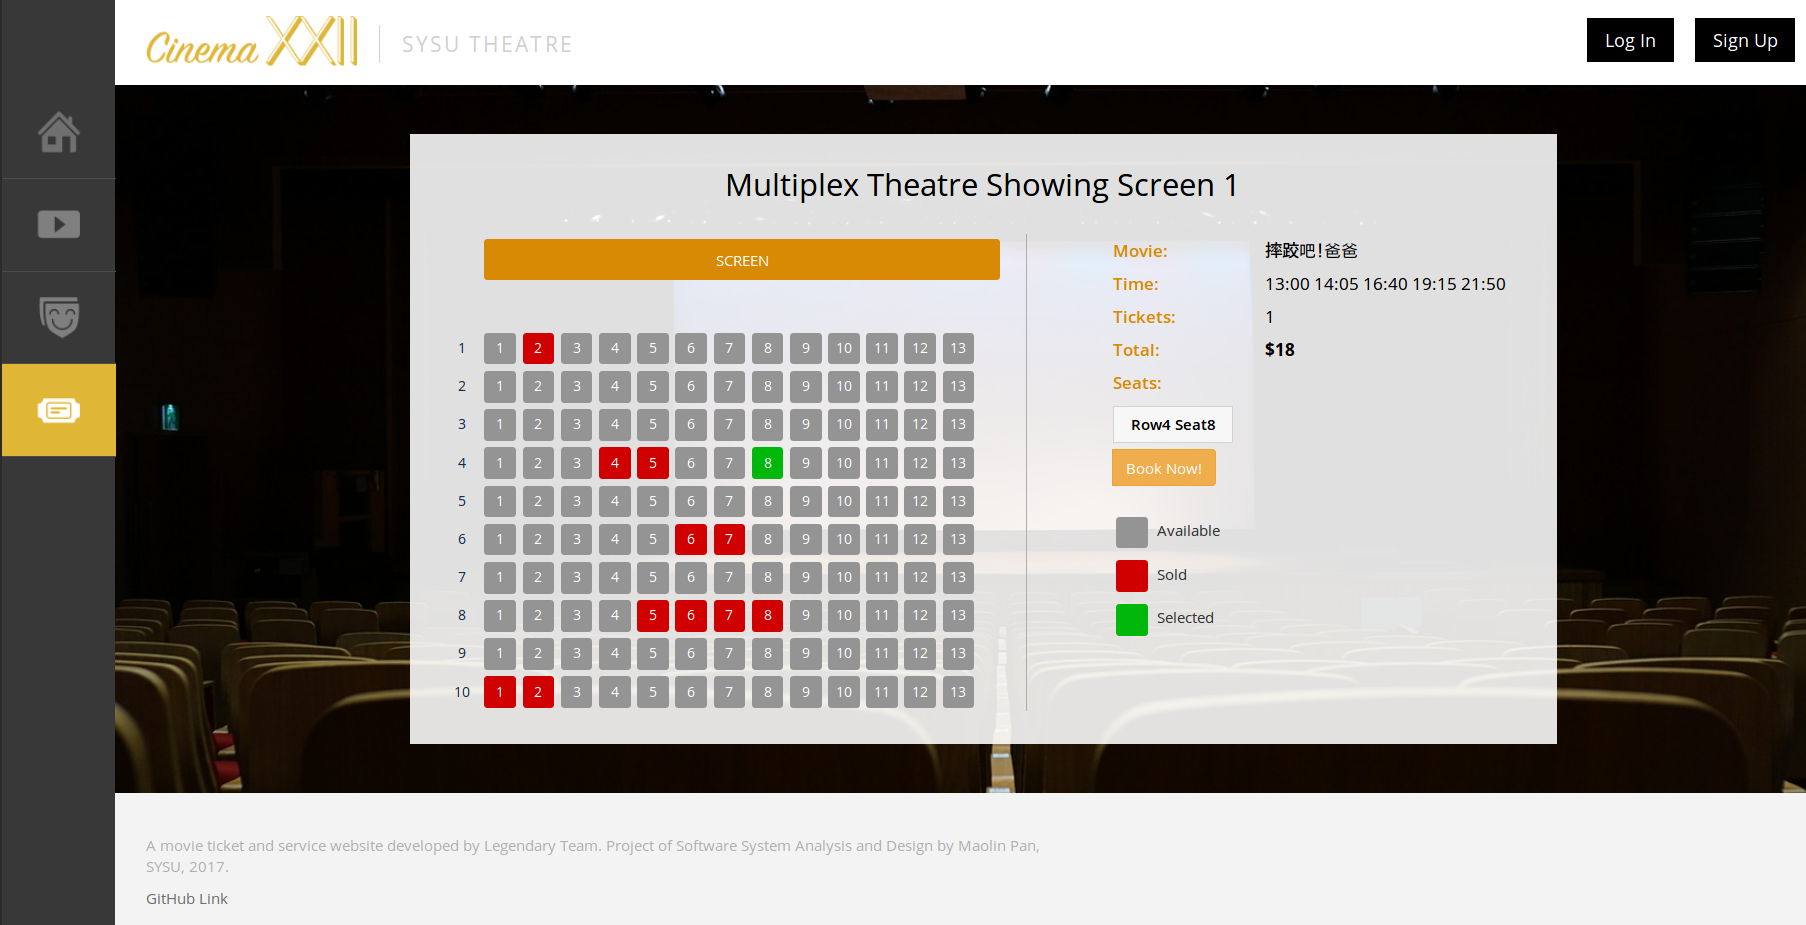 Cinema XXII SYSU THEATRE
Log In Sign Up
Multiplex Theatre Showing Screen 1
SCREEN
1 1 2 3 4 5 6 7 8 9 10 11 12 13
2 1 2 3 4 5 6 7 8 9 10 11 12 13
3 1 2 3 4 5 6 7 8 9 10 11 12 13
4 1 2 3 4 5 6 7 8 9 10 11 12 13
5 1 2 3 4 5 6 7 8 9 10 11 12 13
6 1 2 3 4 5 6 7 8 9 10 11 12 13
7 1 2 3 4 5 6 7 8 9 10 11 12 13
8 1 2 3 4 5 6 7 8 9 10 11 12 13
9 1 2 3 4 5 6 7 8 9 10 11 12 13
10 1 2 3 4 5 6 7 8 9 10 11 12 13
Movie: 摔跤吧！爸爸
Time: 13:00 14:05 16:40 19:15 21:50
Tickets: 1
Total: $18
Seats:
Row4 Seat8
Book Now!
Available
Sold
Selected
A movie ticket and service website developed by Legendary Team. Project of Software System Analysis and Design by Maolin Pan,
SYSU, 2017.
GitHub Link